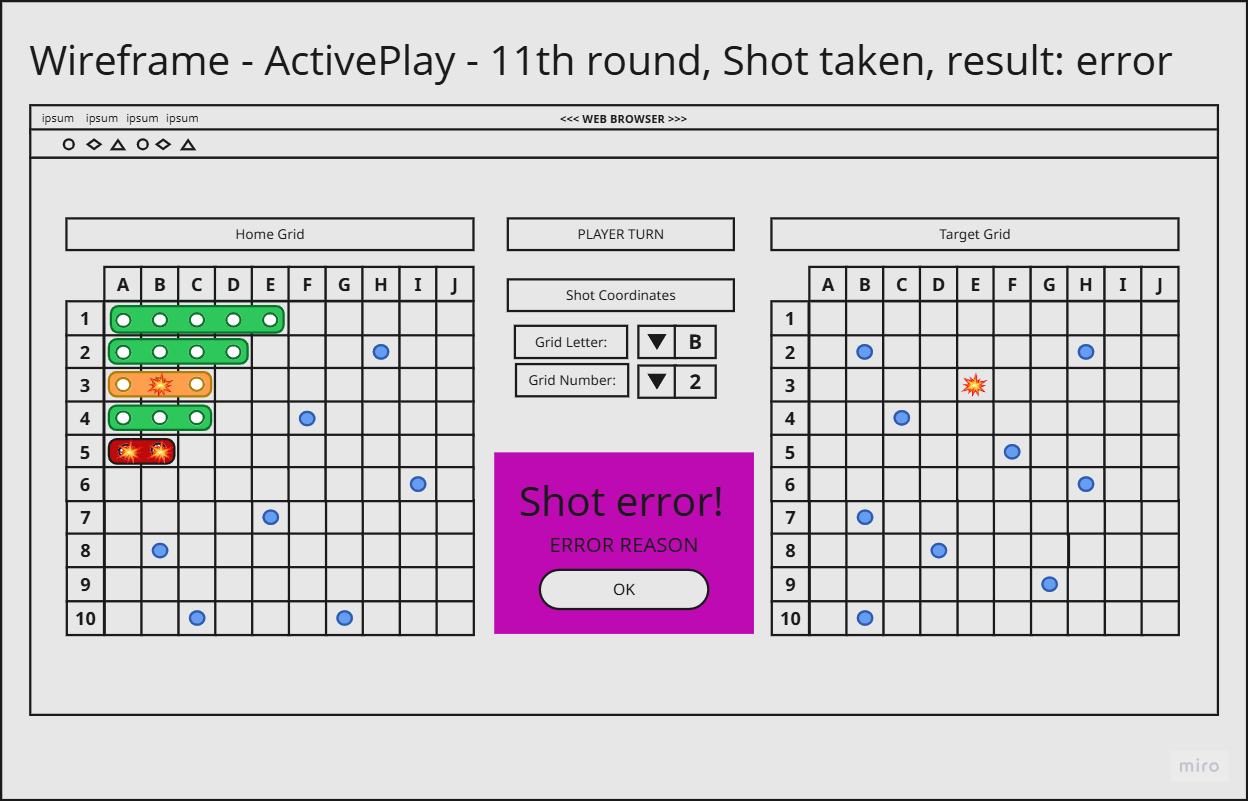 Wireframe - ActivePlay - 11th round, Shot taken, result: error
ipsum ipsum ipsum ipsum <<< WEB BROWSER >>>
Home Grid PLAYER TURN Target Grid
A B C D E F G H I J Shot Coordinates A B C D E F G H I J
1 1
2 Grid Letter: B 2
3 Grid Number: 2 3
4 4
5 5
6 Shot error! 6
7 ERROR REASON 7
8 8
9 OK 9
10 10
miro